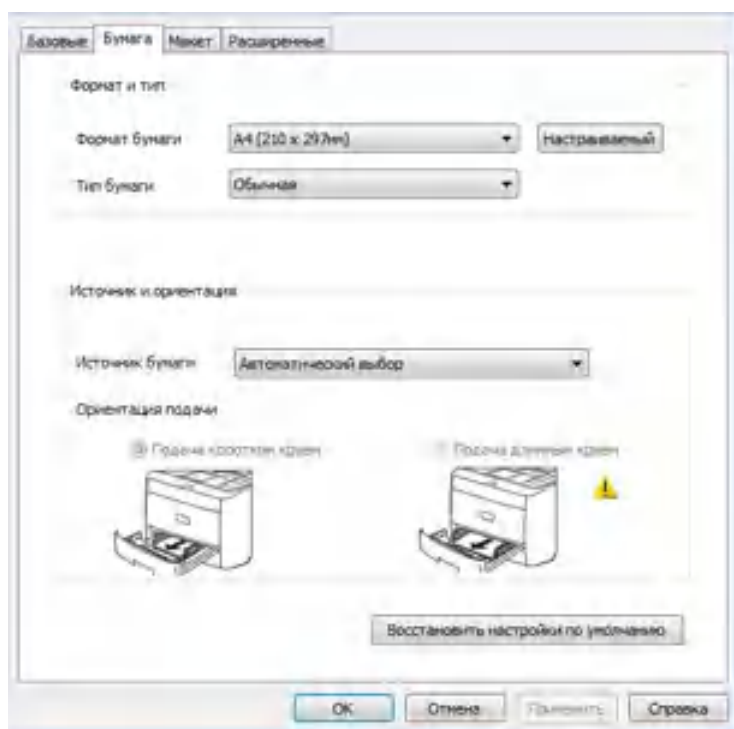 Базовые Бумага Макет Расширенные
Формат и тип
Формат бумаги A4 (210 x 297мм) Настраиваемый
Тип бумаги Обычная
Источник и ориентация
Источник бумаги Автоматический выбор
Ориентация подачи
Подача коротким краем Подача длинным краем
Восстановить настройки по умолчанию
ОК Отмена Применить Справка